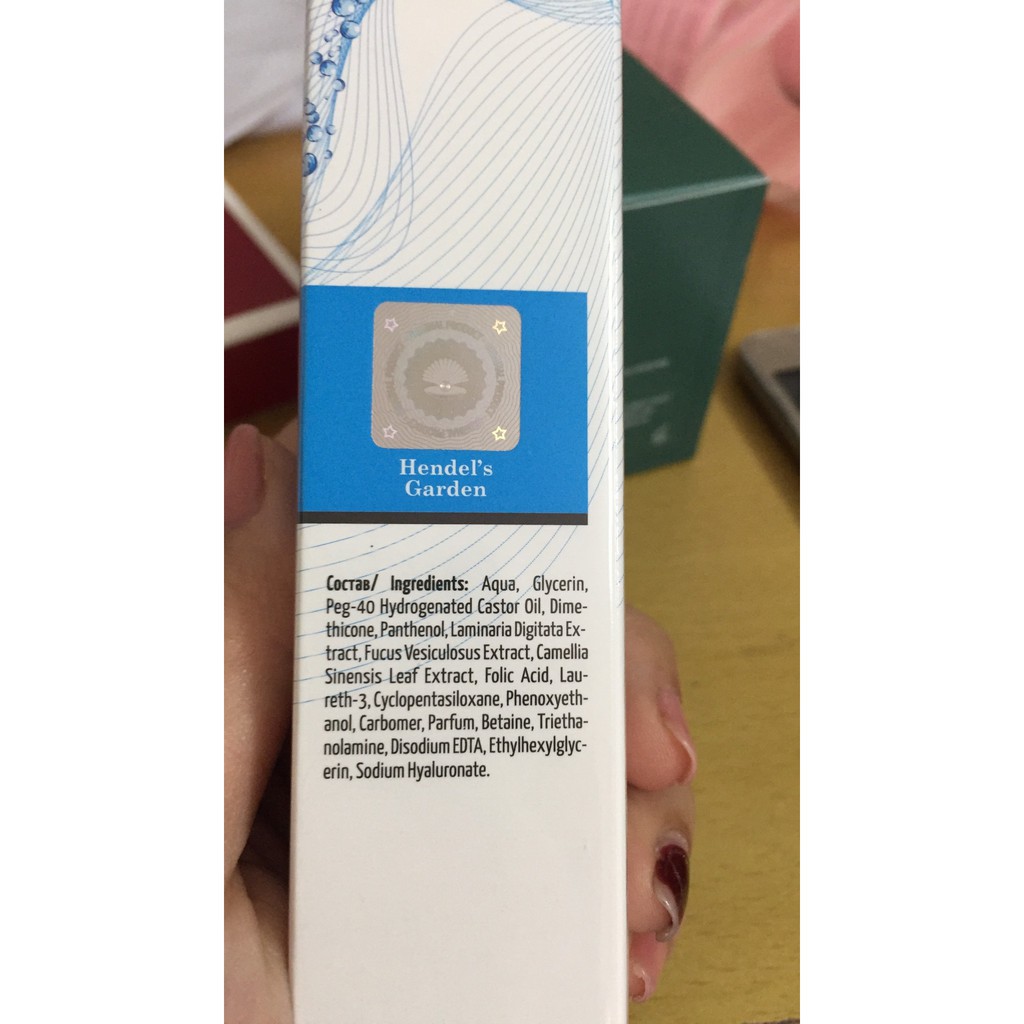 Hendel's
Garden
Состав/ Ingredients: Aqua, Glycerin,
Peg-40 Hydrogenated Castor Oil, Dime-
thicone, Panthenol, Laminaria Digitata Ex-
tract, Fucus Vesiculosus Extract, Camellia
Sinensis Leaf Extract, Folic Acid, Lau-
reth-3, Cyclopentasiloxane, Phenoxyeth-
anol, Carbomer, Parfum, Betaine, Trietha-
nolamine, Disodium EDTA, Ethylhexylglyc-
erin, Sodium Hyaluronate.